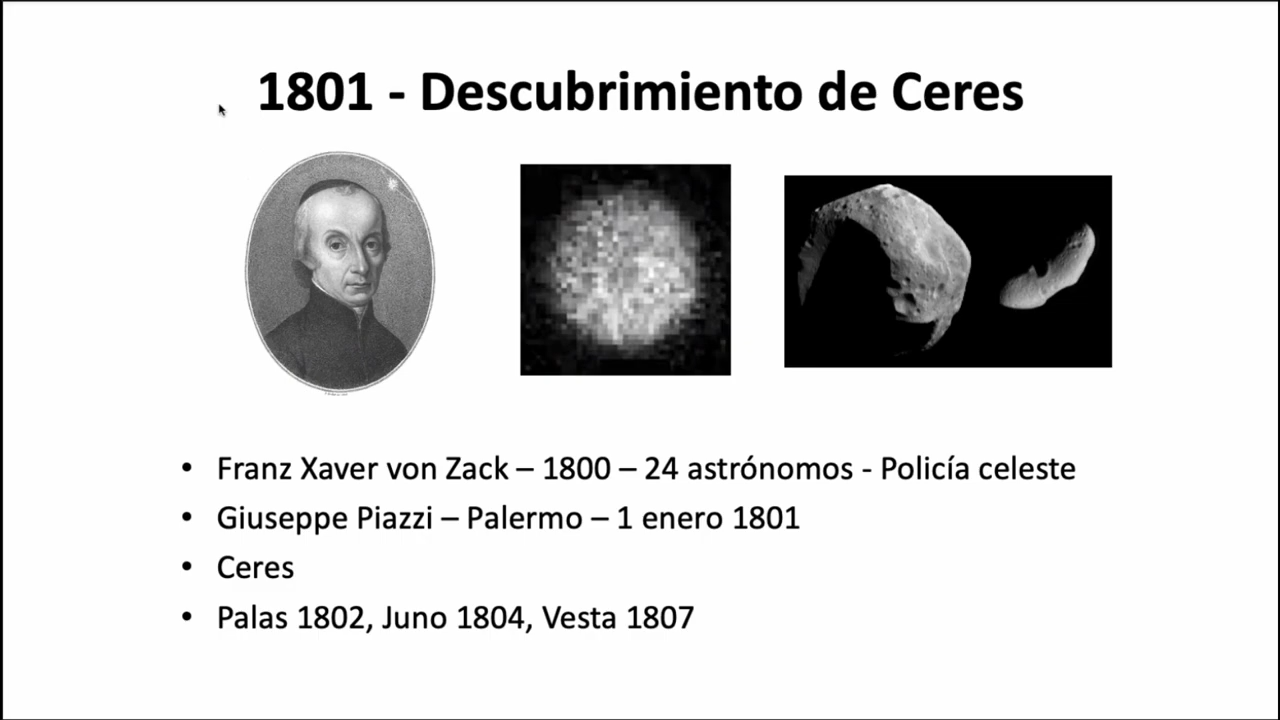 1801 - Descubrimiento de Ceres
• Franz Xaver von Zack – 1800 – 24 astrónomos - Policía celeste
• Giuseppe Piazzi – Palermo – 1 enero 1801
• Ceres
• Palas 1802, Juno 1804, Vesta 1807